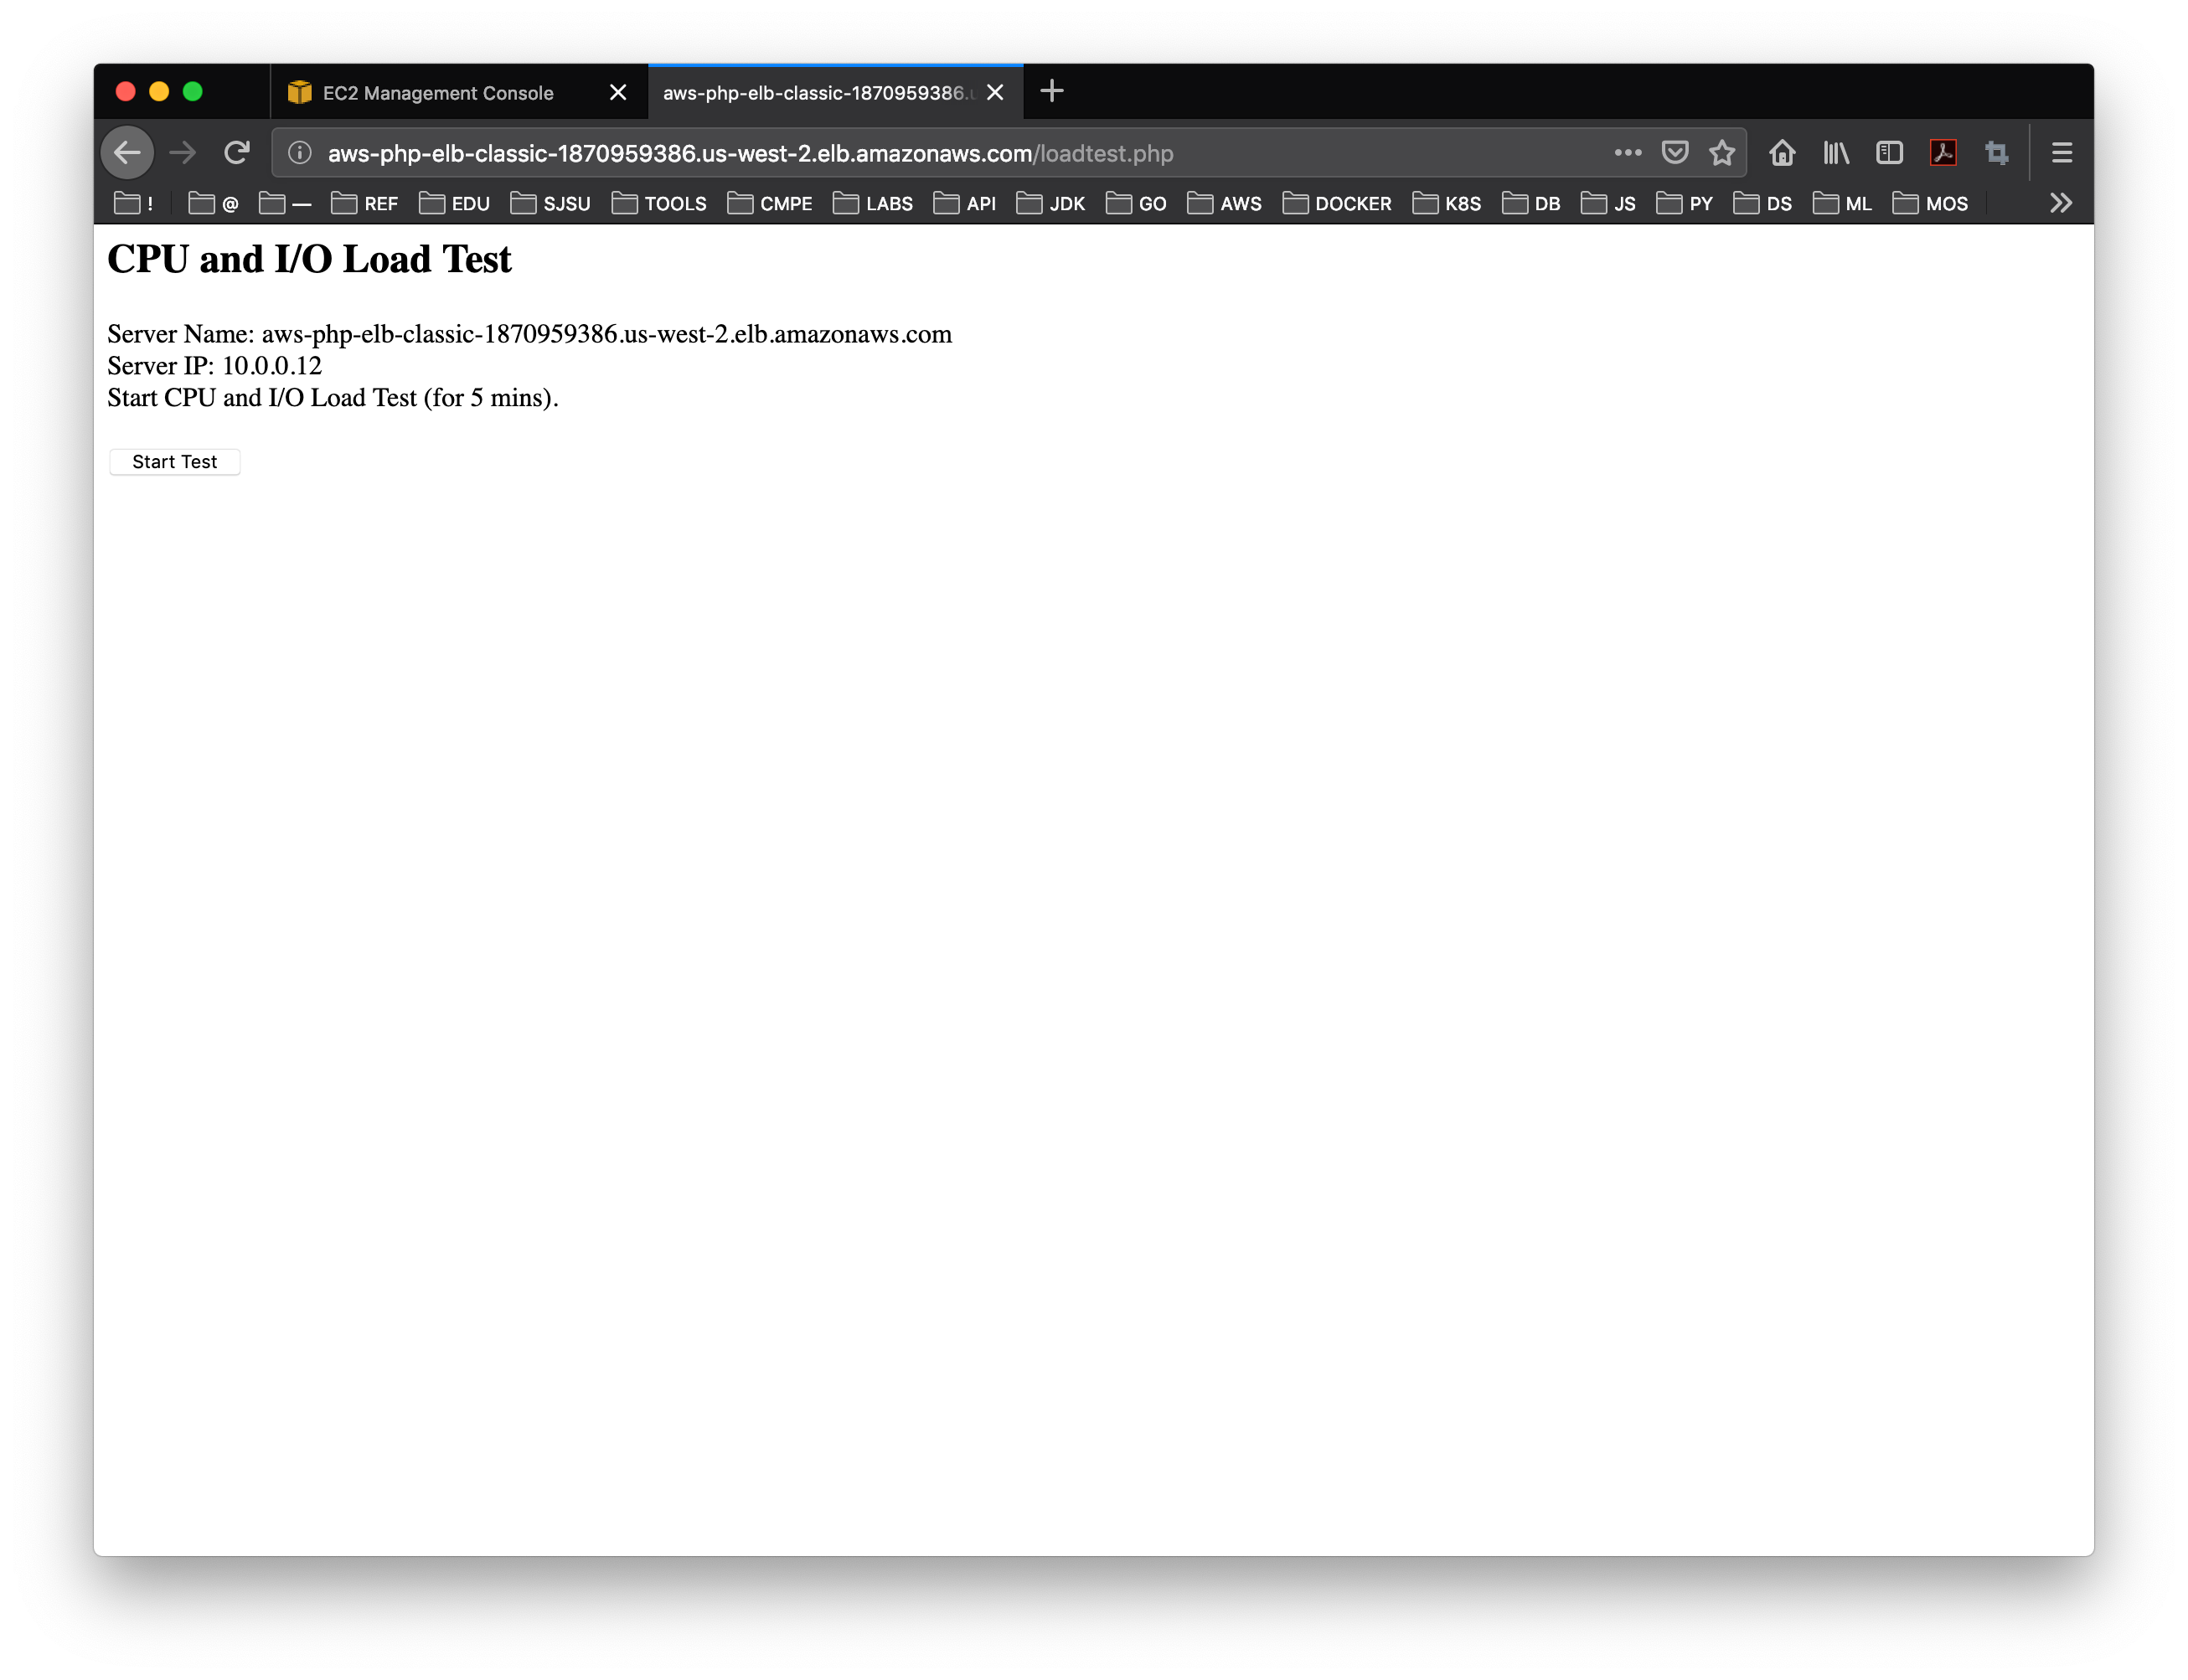 EC2 Management Console
aws-php-elb-classic-1870959386.u
aws-php-elb-classic-1870959386.us-west-2.elb.amazonaws.com/loadtest.php
! @ — REF EDU SJSU TOOLS CMPE LABS API JDK GO AWS DOCKER K8S DB JS PY DS ML MOS
CPU and I/O Load Test
Server Name: aws-php-elb-classic-1870959386.us-west-2.elb.amazonaws.com
Server IP: 10.0.0.12
Start CPU and I/O Load Test (for 5 mins).
Start Test